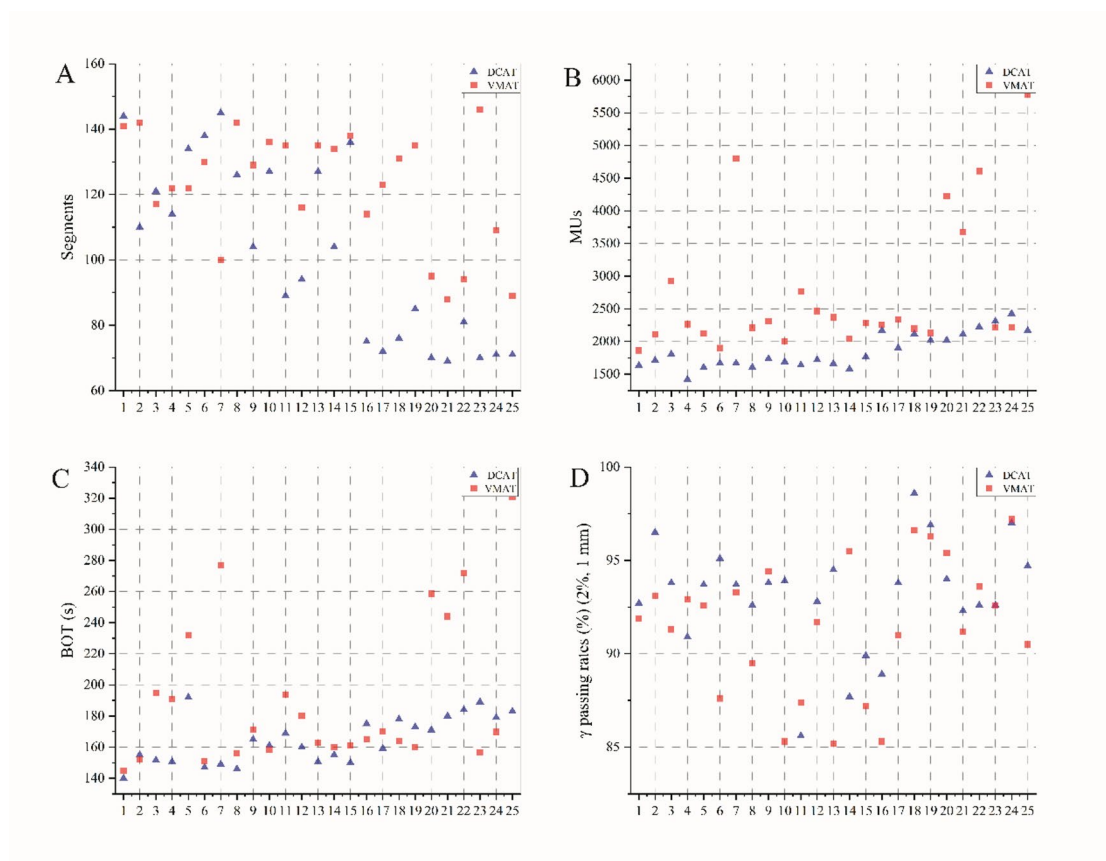 A
Segments
160
140
120
100
80
60
1 2 3 4 5 6 7 8 9 10 11 12 13 14 15 16 17 18 19 20 21 22 23 24 25
DCAT
VMAT
B
MUs
6000
5500
5000
4500
4000
3500
3000
2500
2000
1500
1 2 3 4 5 6 7 8 9 10 11 12 13 14 15 16 17 18 19 20 21 22 23 24 25
DCAT
VMAT
C
BOT (s)
340
320
300
280
260
240
220
200
180
160
140
1 2 3 4 5 6 7 8 9 10 11 12 13 14 15 16 17 18 19 20 21 22 23 24 25
DCAT
VMAT
D
γ passing rates (%) (2%, 1 mm)
100
95
90
85
1 2 3 4 5 6 7 8 9 10 11 12 13 14 15 16 17 18 19 20 21 22 23 24 25
DCAT
VMAT